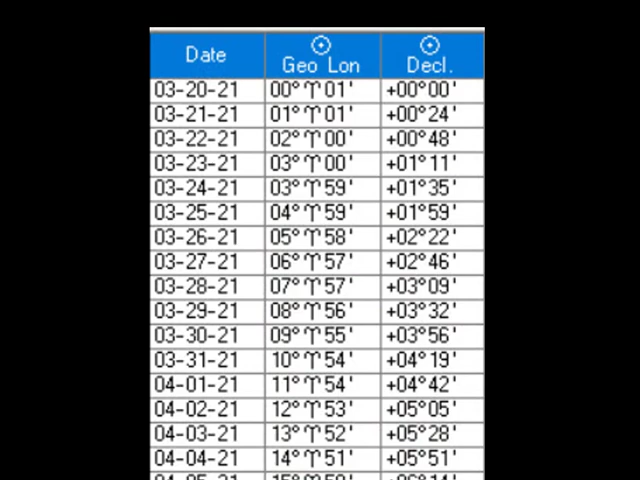 Date ☉ Geo Lon ☉ Decl.
03-20-21 00°♈01' +00°00'
03-21-21 01°♈01' +00°24'
03-22-21 02°♈00' +00°48'
03-23-21 03°♈00' +01°11'
03-24-21 03°♈59' +01°35'
03-25-21 04°♈59' +01°59'
03-26-21 05°♈58' +02°22'
03-27-21 06°♈57' +02°46'
03-28-21 07°♈57' +03°09'
03-29-21 08°♈56' +03°32'
03-30-21 09°♈55' +03°56'
03-31-21 10°♈54' +04°19'
04-01-21 11°♈54' +04°42'
04-02-21 12°♈53' +05°05'
04-03-21 13°♈52' +05°28'
04-04-21 14°♈51' +05°51'